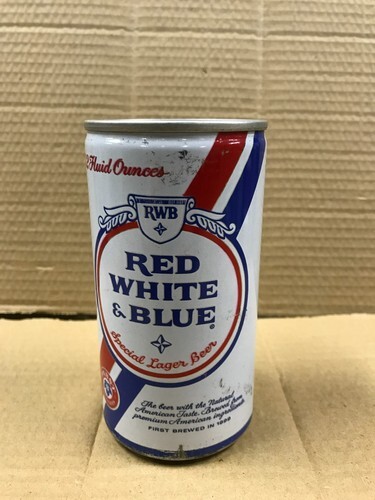 Fluid Ounces
RWB
RED
WHITE
& BLUE®
Special Lager Beer
The beer with the Natural
American Taste. Brewed from
premium American ingredients.
FIRST BREWED IN 1899